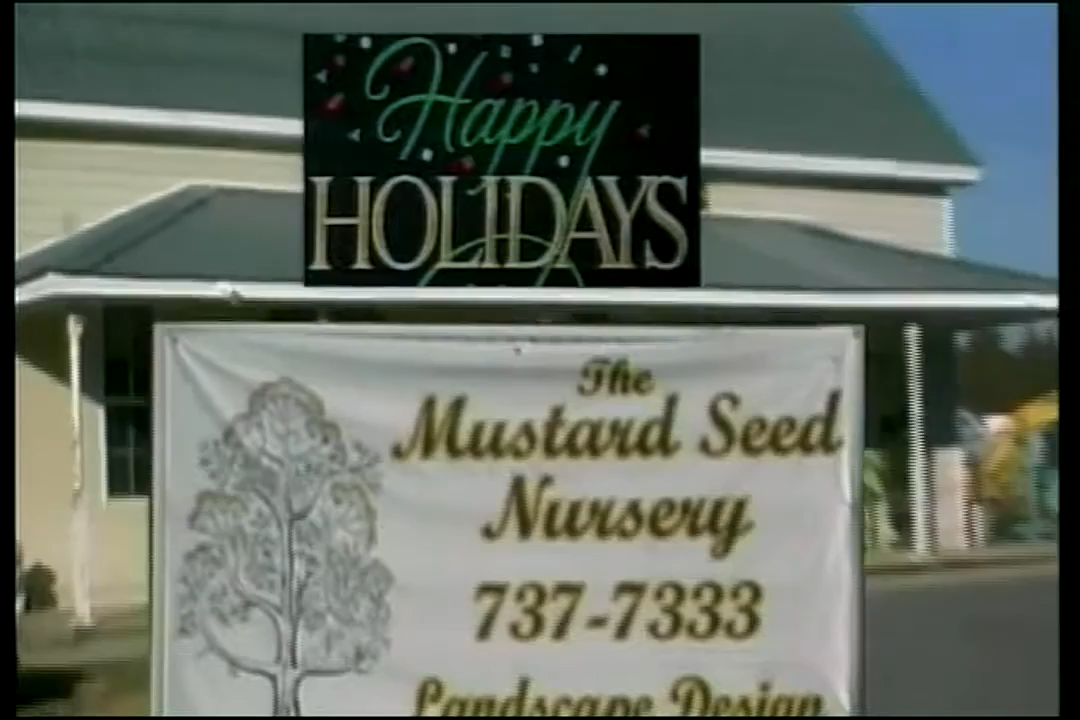 Happy
HOLIDAYS
The
Mustard Seed
Nursery
737-7333
Landscape Design